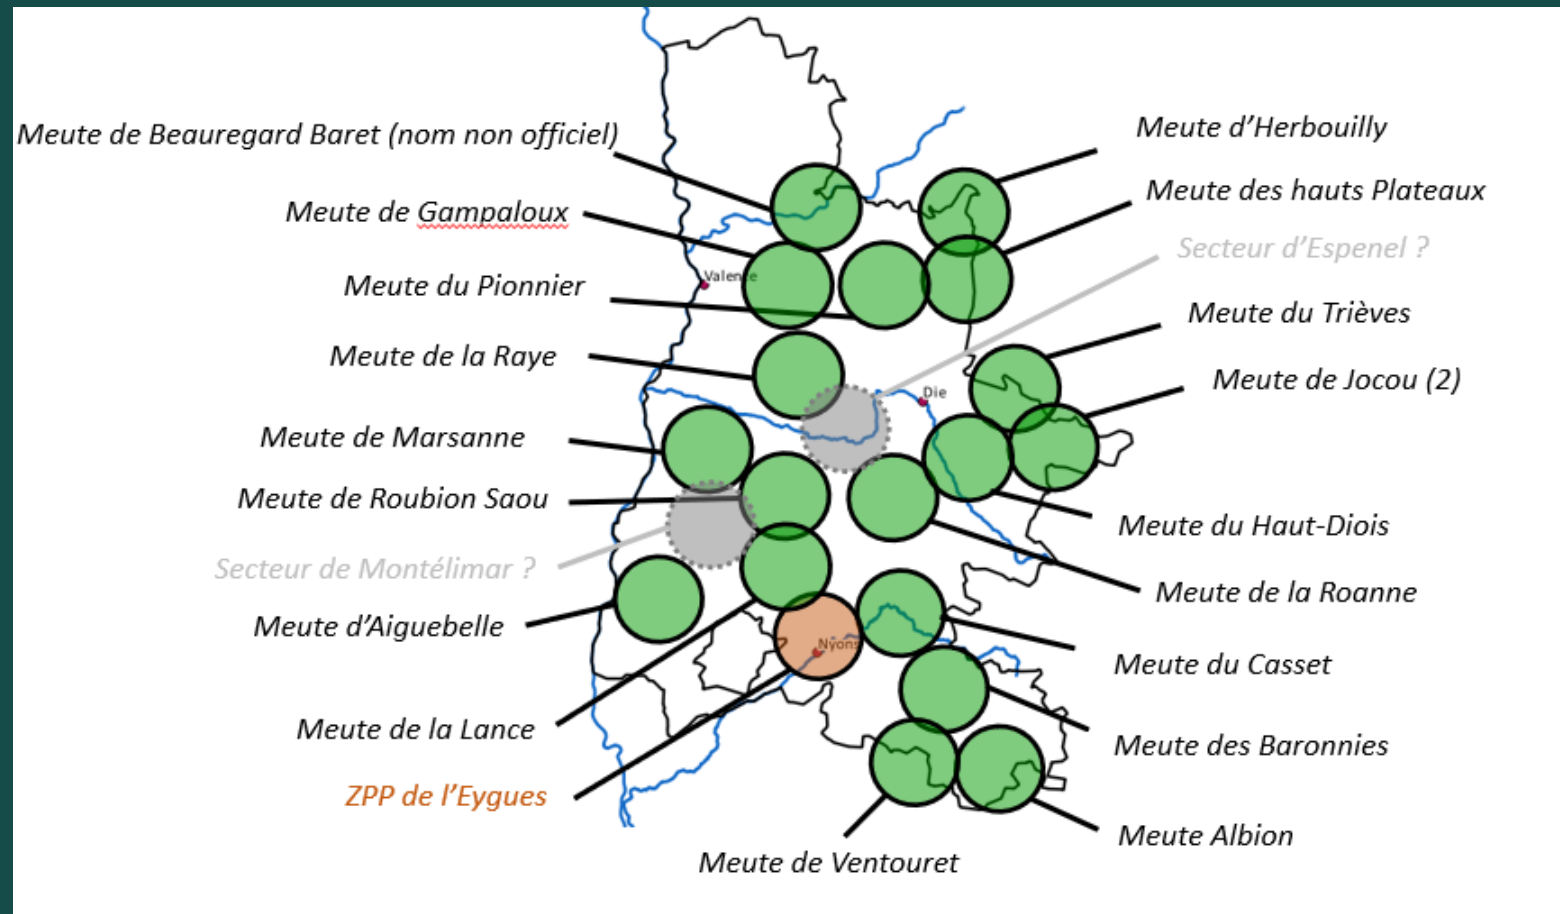 Meute de Beauregard Baret (nom non officiel)
Meute d'Herbouilly
Meute des hauts Plateaux
Meute de Gampaloux
Secteur d'Espenel ?
Valence
Meute du Pionnier
Meute du Trièves
Meute de la Raye
Meute de Jocou (2)
Die
Meute de Marsanne
Meute de Roubion Saou
Meute du Haut-Diois
Secteur de Montélimar ?
Meute de la Roanne
Meute d'Aiguebelle
Nyons
Meute du Casset
Meute de la Lance
Meute des Baronnies
ZPP de l'Eygues
Meute Albion
Meute de Ventouret